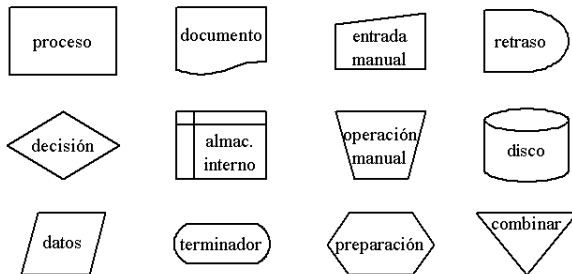 proceso
documento
entrada
manual
retraso
decisión
almac.
interno
operación
manual
disco
datos
terminador
preparación
combinar